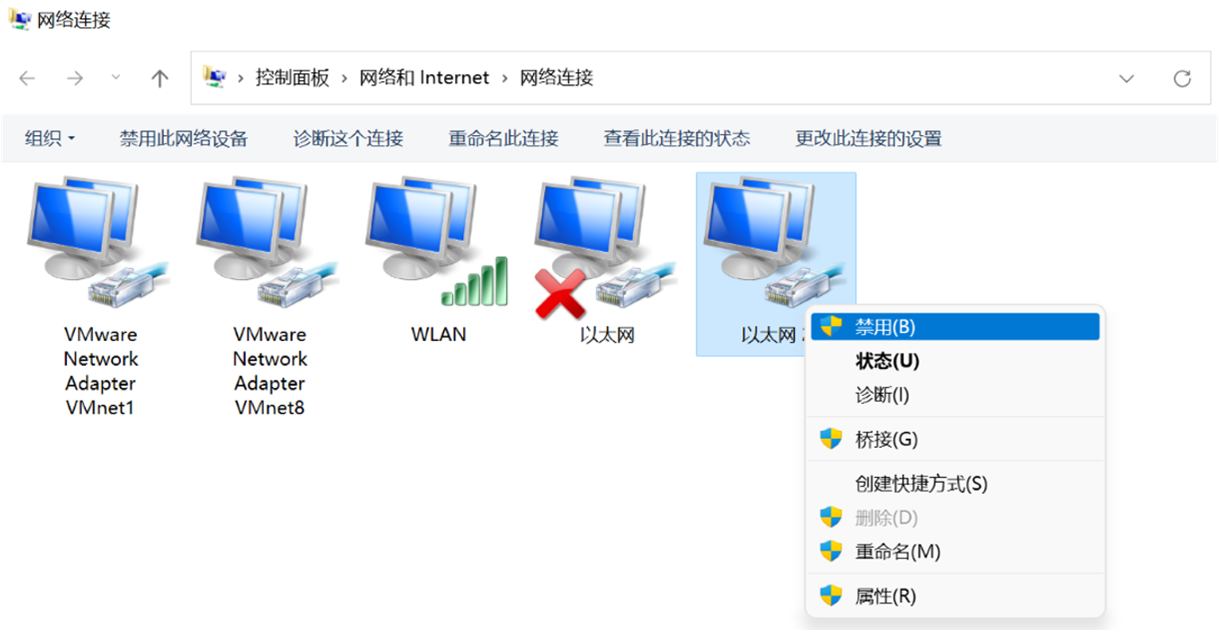 网络连接
控制面板 › 网络和 Internet › 网络连接
组织 禁用此网络设备 诊断这个连接 重命名此连接 查看此连接的状态 更改此连接的设置
VMware
Network
Adapter
VMnet1
VMware
Network
Adapter
VMnet8
WLAN
以太网
以太网
禁用(B)
状态(U)
诊断(I)
桥接(G)
创建快捷方式(S)
删除(D)
重命名(M)
属性(R)